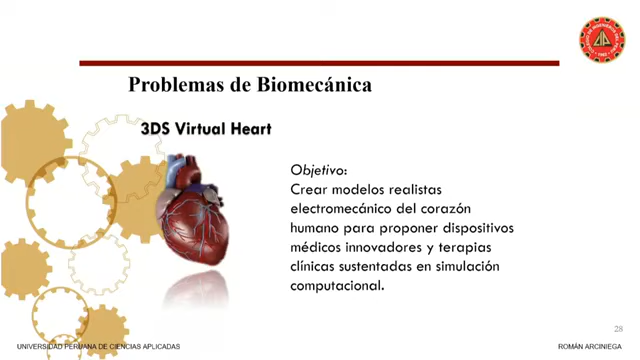 Problemas de Biomecánica
3DS Virtual Heart
Objetivo:
Crear modelos realistas
electromecánico del corazón
humano para proponer dispositivos
médicos innovadores y terapias
clínicas sustentadas en simulación
computacional.
28
UNIVERSIDAD PERUANA DE CIENCIAS APLICADAS
ROMÁN ARCINIEGA